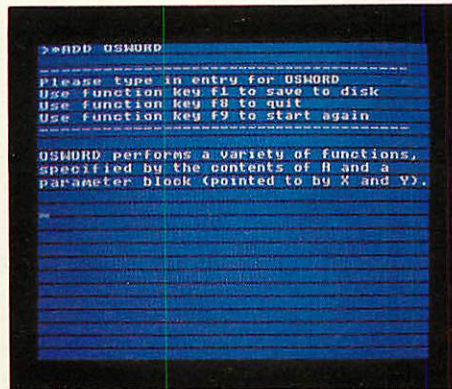 >*ADD OSWORD
----------------------------------------
Please type in entry for OSWORD
Use function key f1 to save to disk
Use function key f8 to quit
Use function key f9 to start again
----------------------------------------
OSWORD performs a variety of functions,
specified by the contents of A and a
parameter block (pointed to by X and Y).